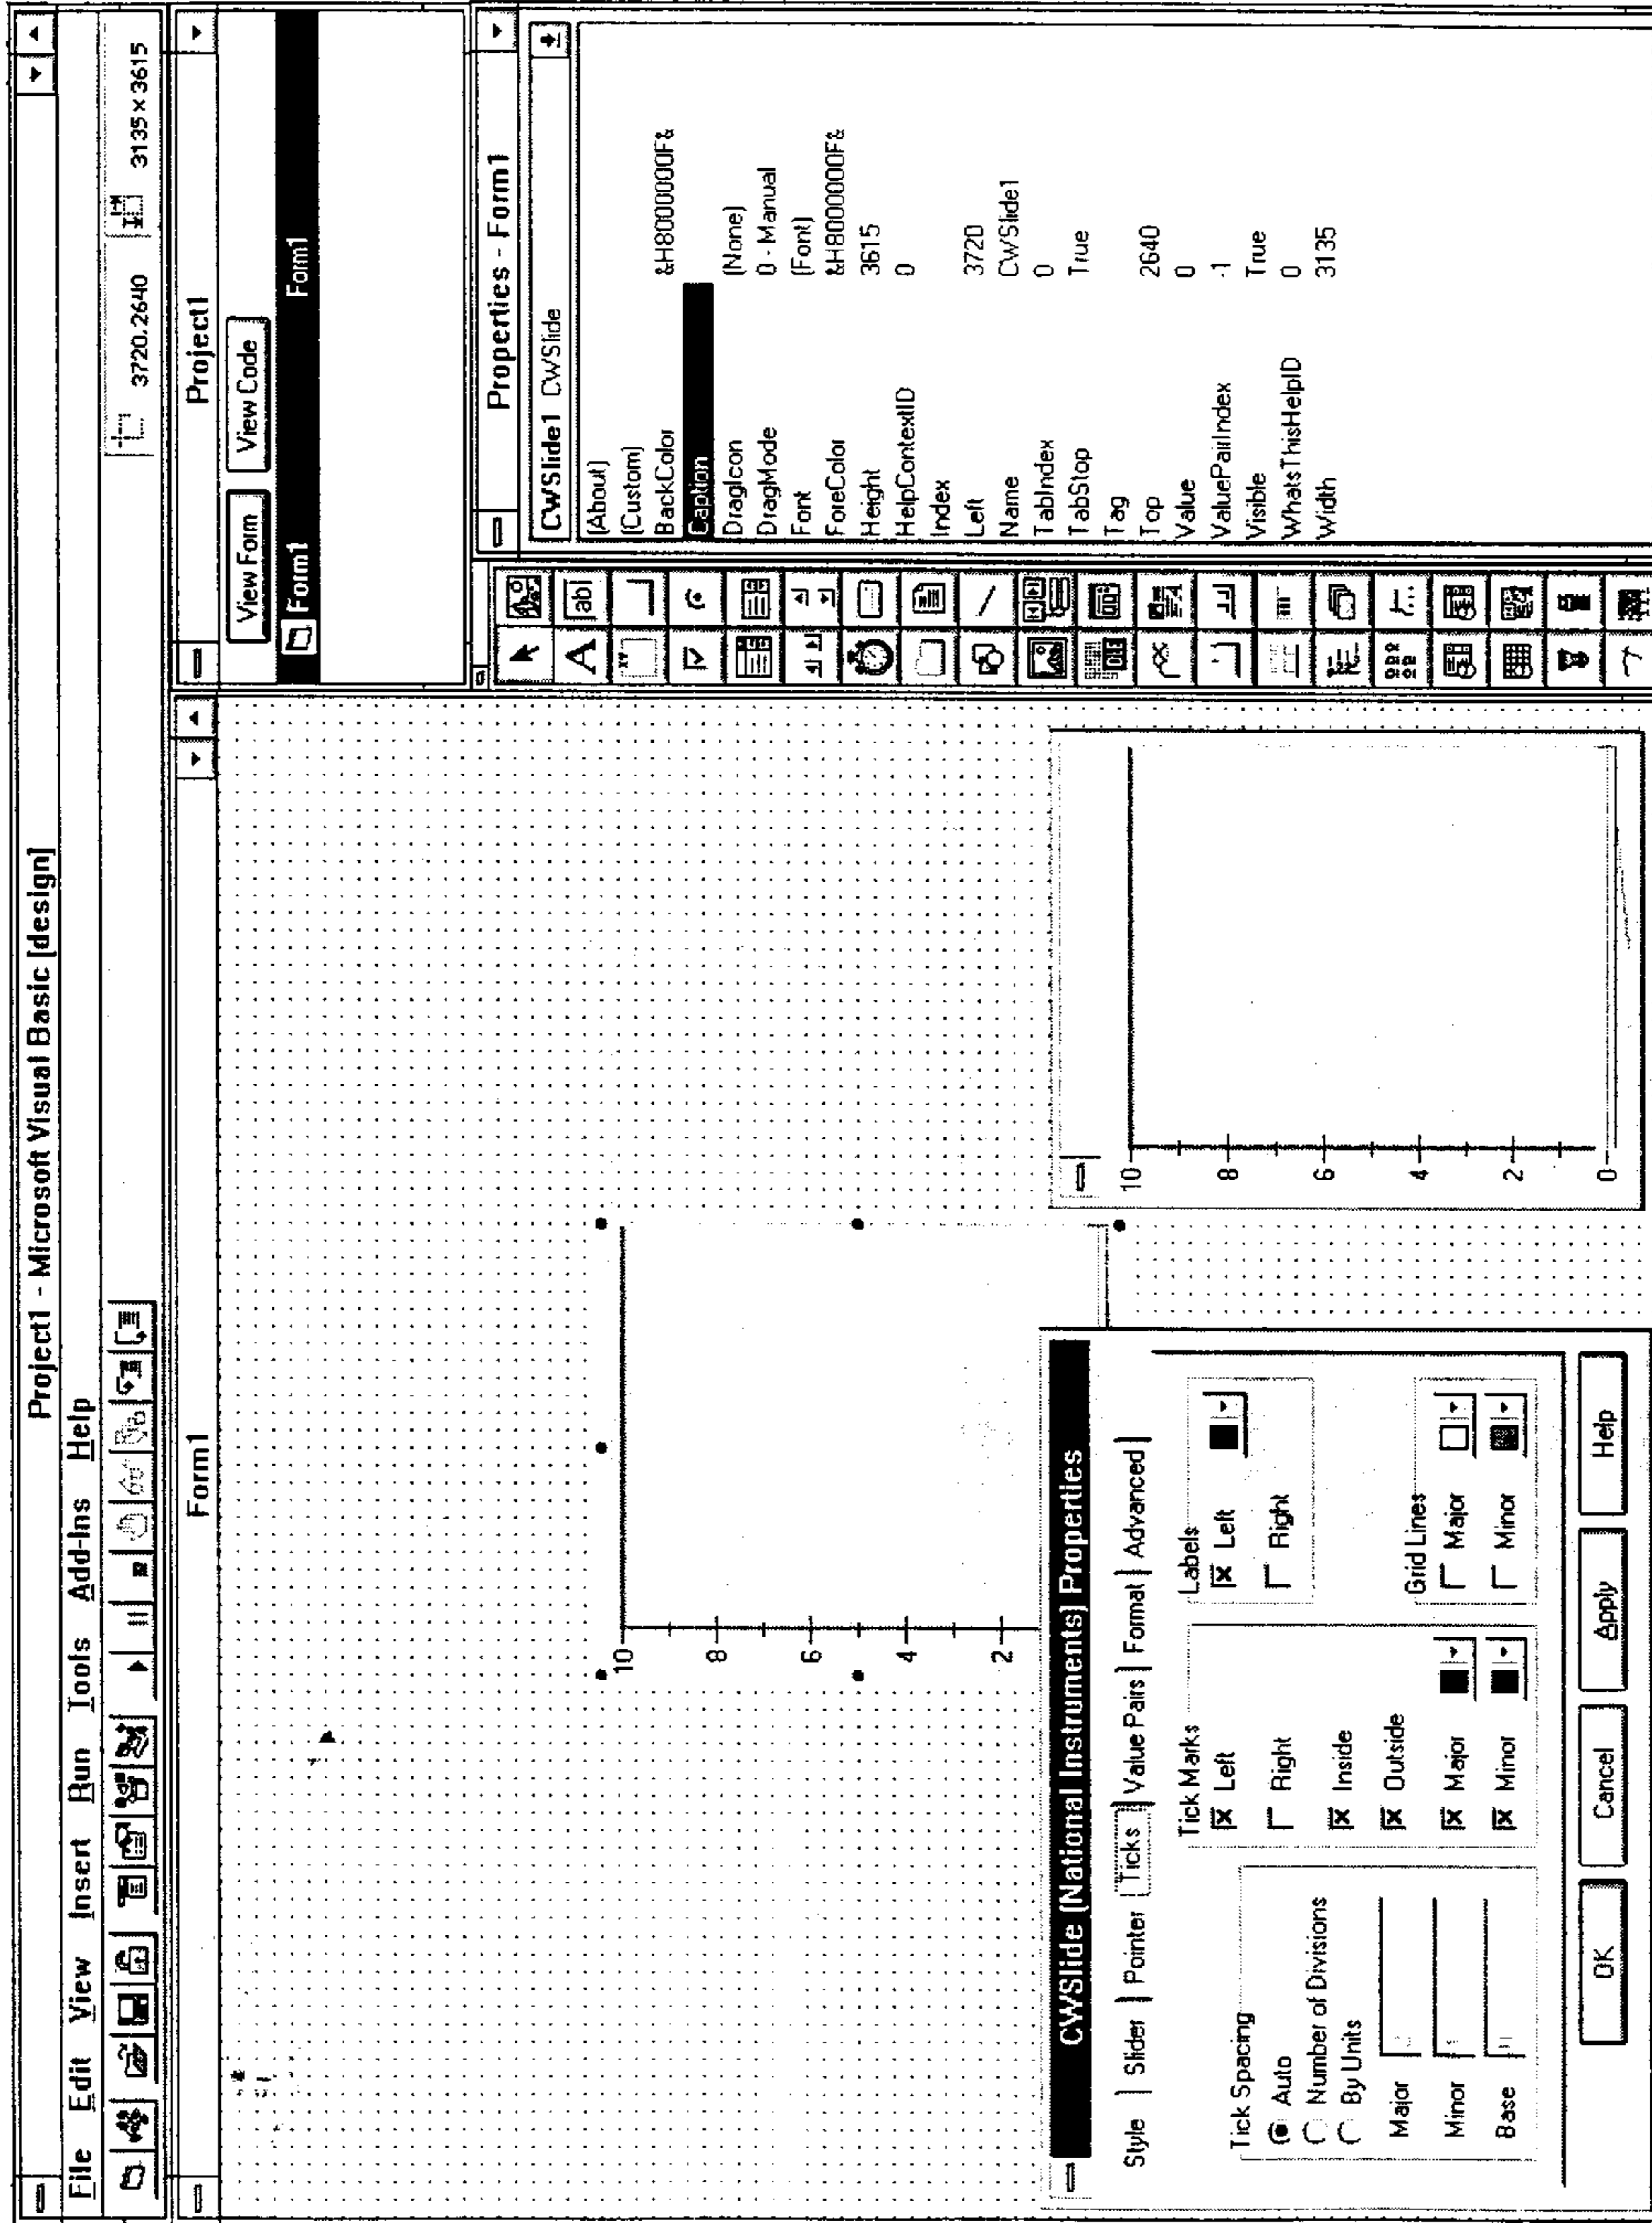 Project1 - Microsoft Visual Basic [design]
File Edit View Insert Run Tools Add-Ins Help
3720,2640 3135 × 3615
Form1
10
8
6
4
2
CWSlide (National Instruments) Properties
Style Slider Pointer Ticks Value Pairs Format Advanced
Tick Spacing
Auto
Number of Divisions
By Units
Major
Minor
Base
Tick Marks
Left
Right
Inside
Outside
Major
Minor
Labels
Left
Right
Grid Lines
Major
Minor
OK Cancel Apply Help
10
8
6
4
2
0
Project1
View Form View Code
Form1 Form1
A
abl
OLE
Properties - Form1
CWSlide1 CWSlide
(About)
(Custom)
BackColor &H8000000F&
Caption
DragIcon (None)
DragMode 0 - Manual
Font (Font)
ForeColor &H8000000F&
Height 3615
HelpContextID 0
Index
Left 3720
Name CWSlide1
TabIndex 0
TabStop True
Tag
Top 2640
Value 0
ValuePairIndex -1
Visible True
WhatsThisHelpID 0
Width 3135